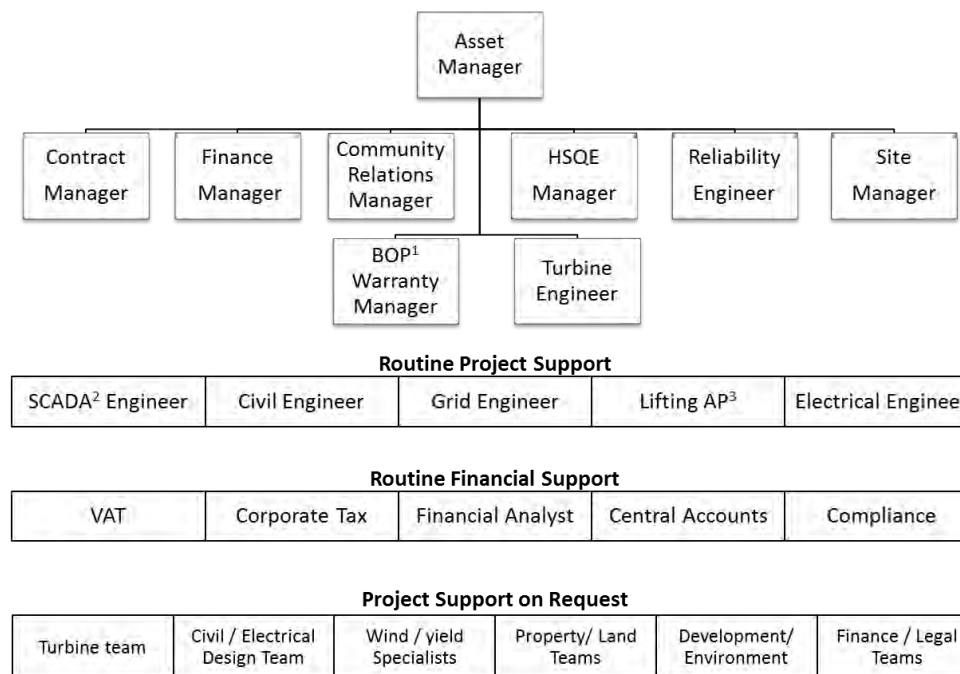 Asset
Manager
Contract
Manager
Finance
Manager
Community
Relations
Manager
HSQE
Manager
Reliability
Engineer
Site
Manager
BOP¹
Warranty
Manager
Turbine
Engineer
Routine Project Support
SCADA² Engineer
Civil Engineer
Grid Engineer
Lifting AP³
Electrical Enginee
Routine Financial Support
VAT
Corporate Tax
Financial Analyst
Central Accounts
Compliance
Project Support on Request
Turbine team
Civil / Electrical
Design Team
Wind / yield
Specialists
Property/ Land
Teams
Development/
Environment
Finance / Legal
Teams